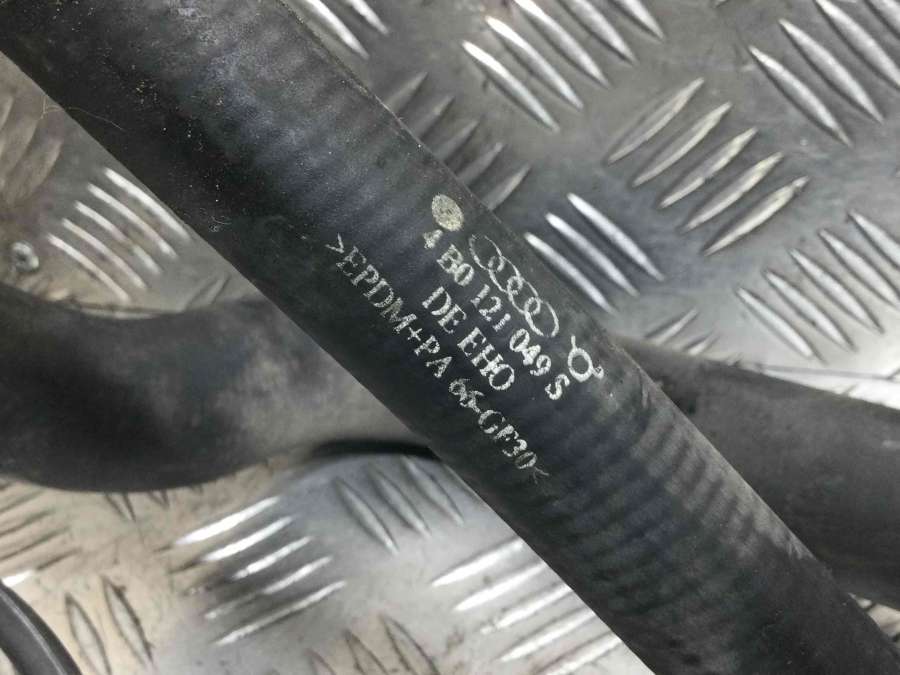 4B0 121 049 S
DE EHO
>EPDM+PA 66-GF30<